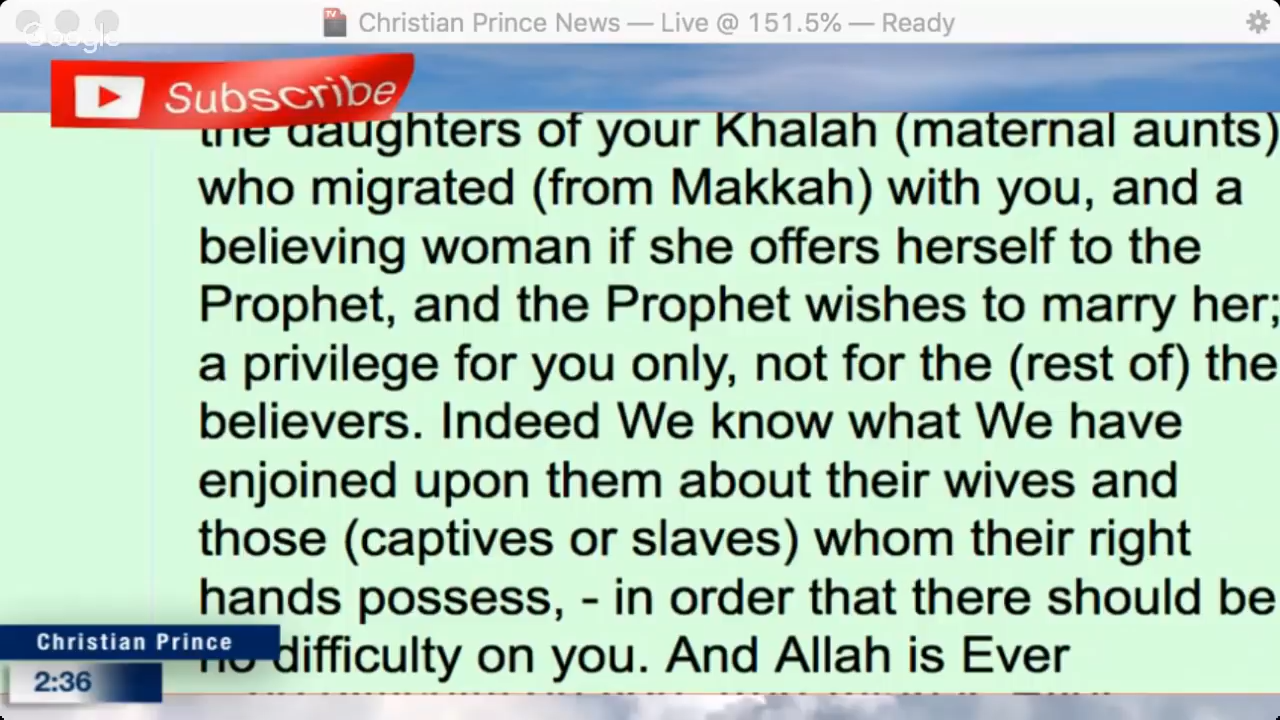 Christian Prince News — Live @ 151.5% — Ready
Google
Subscribe
the daughters of your Khalah (maternal aunts)
who migrated (from Makkah) with you, and a
believing woman if she offers herself to the
Prophet, and the Prophet wishes to marry her;
a privilege for you only, not for the (rest of) the
believers. Indeed We know what We have
enjoined upon them about their wives and
those (captives or slaves) whom their right
hands possess, - in order that there should be
no difficulty on you. And Allah is Ever
Christian Prince
2:36